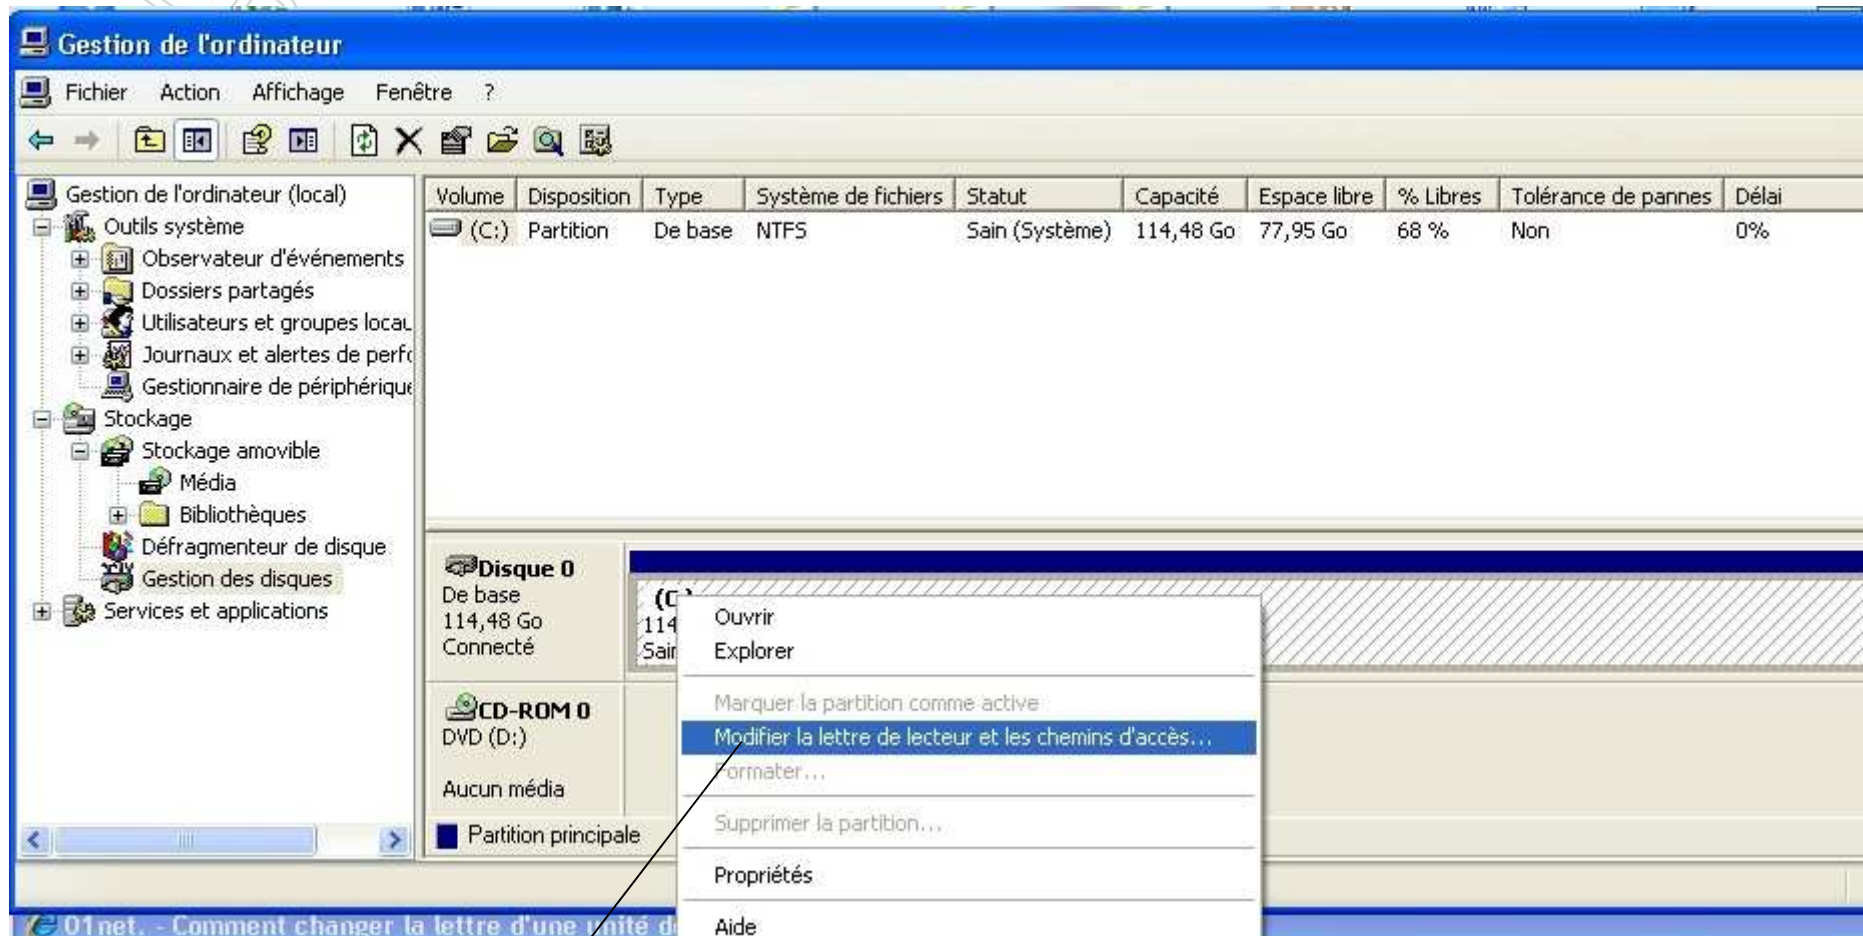 Gestion de l'ordinateur
Fichier Action Affichage Fenêtre ?
Gestion de l'ordinateur (local)
Outils système
Observateur d'événements
Dossiers partagés
Utilisateurs et groupes locau
Journaux et alertes de perfo
Gestionnaire de périphérique
Stockage
Stockage amovible
Média
Bibliothèques
Défragmenteur de disque
Gestion des disques
Services et applications
Volume Disposition Type Système de fichiers Statut Capacité Espace libre % Libres Tolérance de pannes Délai
(C:) Partition De base NTFS Sain (Système) 114,48 Go 77,95 Go 68 % Non 0%
Disque 0
De base
114,48 Go
Connecté
(C:)
114
Sain
CD-ROM 0
DVD (D:)
Aucun média
Partition principale
Ouvrir
Explorer
Marquer la partition comme active
Modifier la lettre de lecteur et les chemins d'accès...
Formater...
Supprimer la partition...
Propriétés
Aide
01net. - Comment changer la lettre d'une unité d